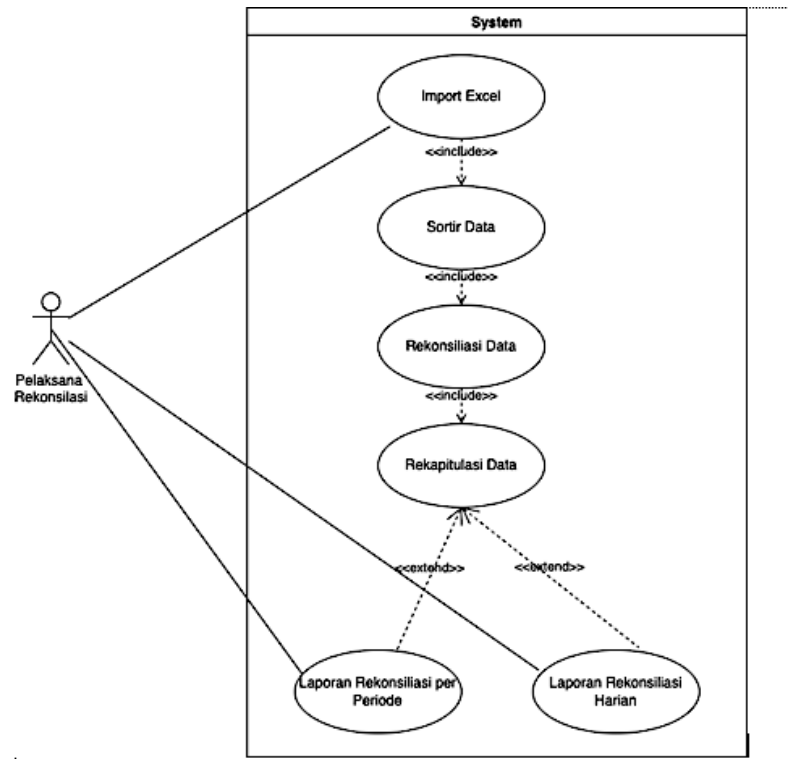 System
Import Excel
<<include>>
Sortir Data
<<include>>
Rekonsiliasi Data
<<include>>
Rekapitulasi Data
Pelaksana
Rekonsilasi
<<extend>>
<<extend>>
Laporan Rekonsiliasi per
Periode
Laporan Rekonsiliasi
Harian